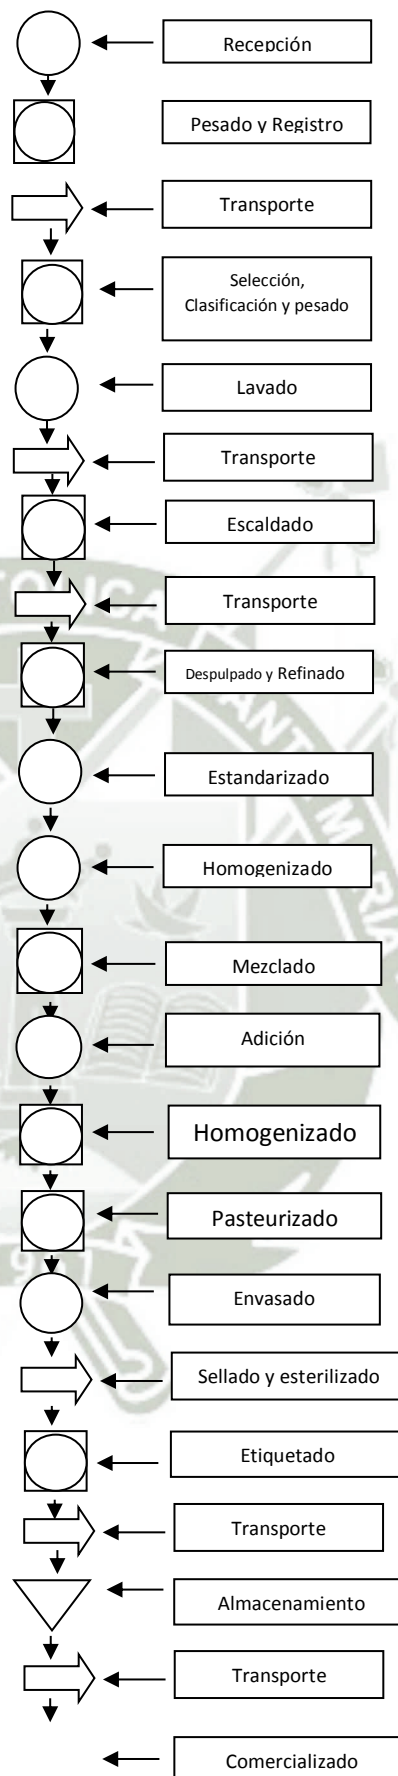 Recepción
Pesado y Registro
Transporte
Selección,
Clasificación y pesado
Lavado
Transporte
Escaldado
Transporte
Despulpado y Refinado
Estandarizado
Homogenizado
Mezclado
Adición
Homogenizado
Pasteurizado
Envasado
Sellado y esterilizado
Etiquetado
Transporte
Almacenamiento
Transporte
Comercializado